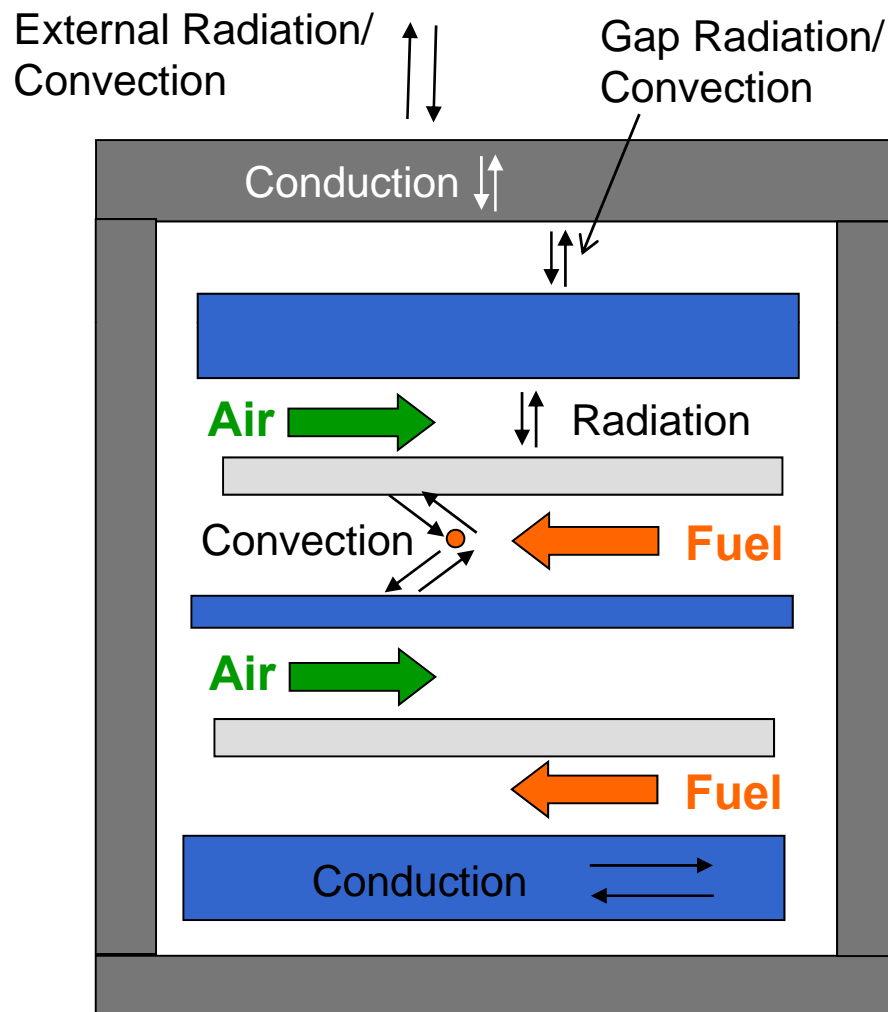 External Radiation/
Convection
Gap Radiation/
Convection
Conduction
Air
Radiation
Convection
Fuel
Air
Fuel
Conduction